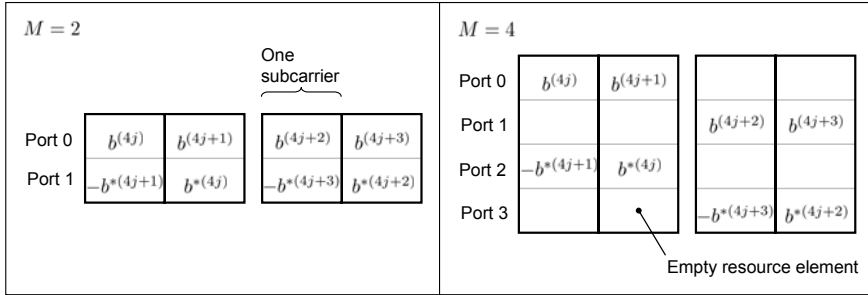 M = 2
One
subcarrier
Port 0 b^{(4j)} b^{(4j+1)} b^{(4j+2)} b^{(4j+3)}
Port 1 -b^{*(4j+1)} b^{*(4j)} -b^{*(4j+3)} b^{*(4j+2)}
M = 4
Port 0 b^{(4j)} b^{(4j+1)}
Port 1 b^{(4j+2)} b^{(4j+3)}
Port 2 -b^{*(4j+1)} b^{*(4j)}
Port 3 -b^{*(4j+3)} b^{*(4j+2)}
Empty resource element